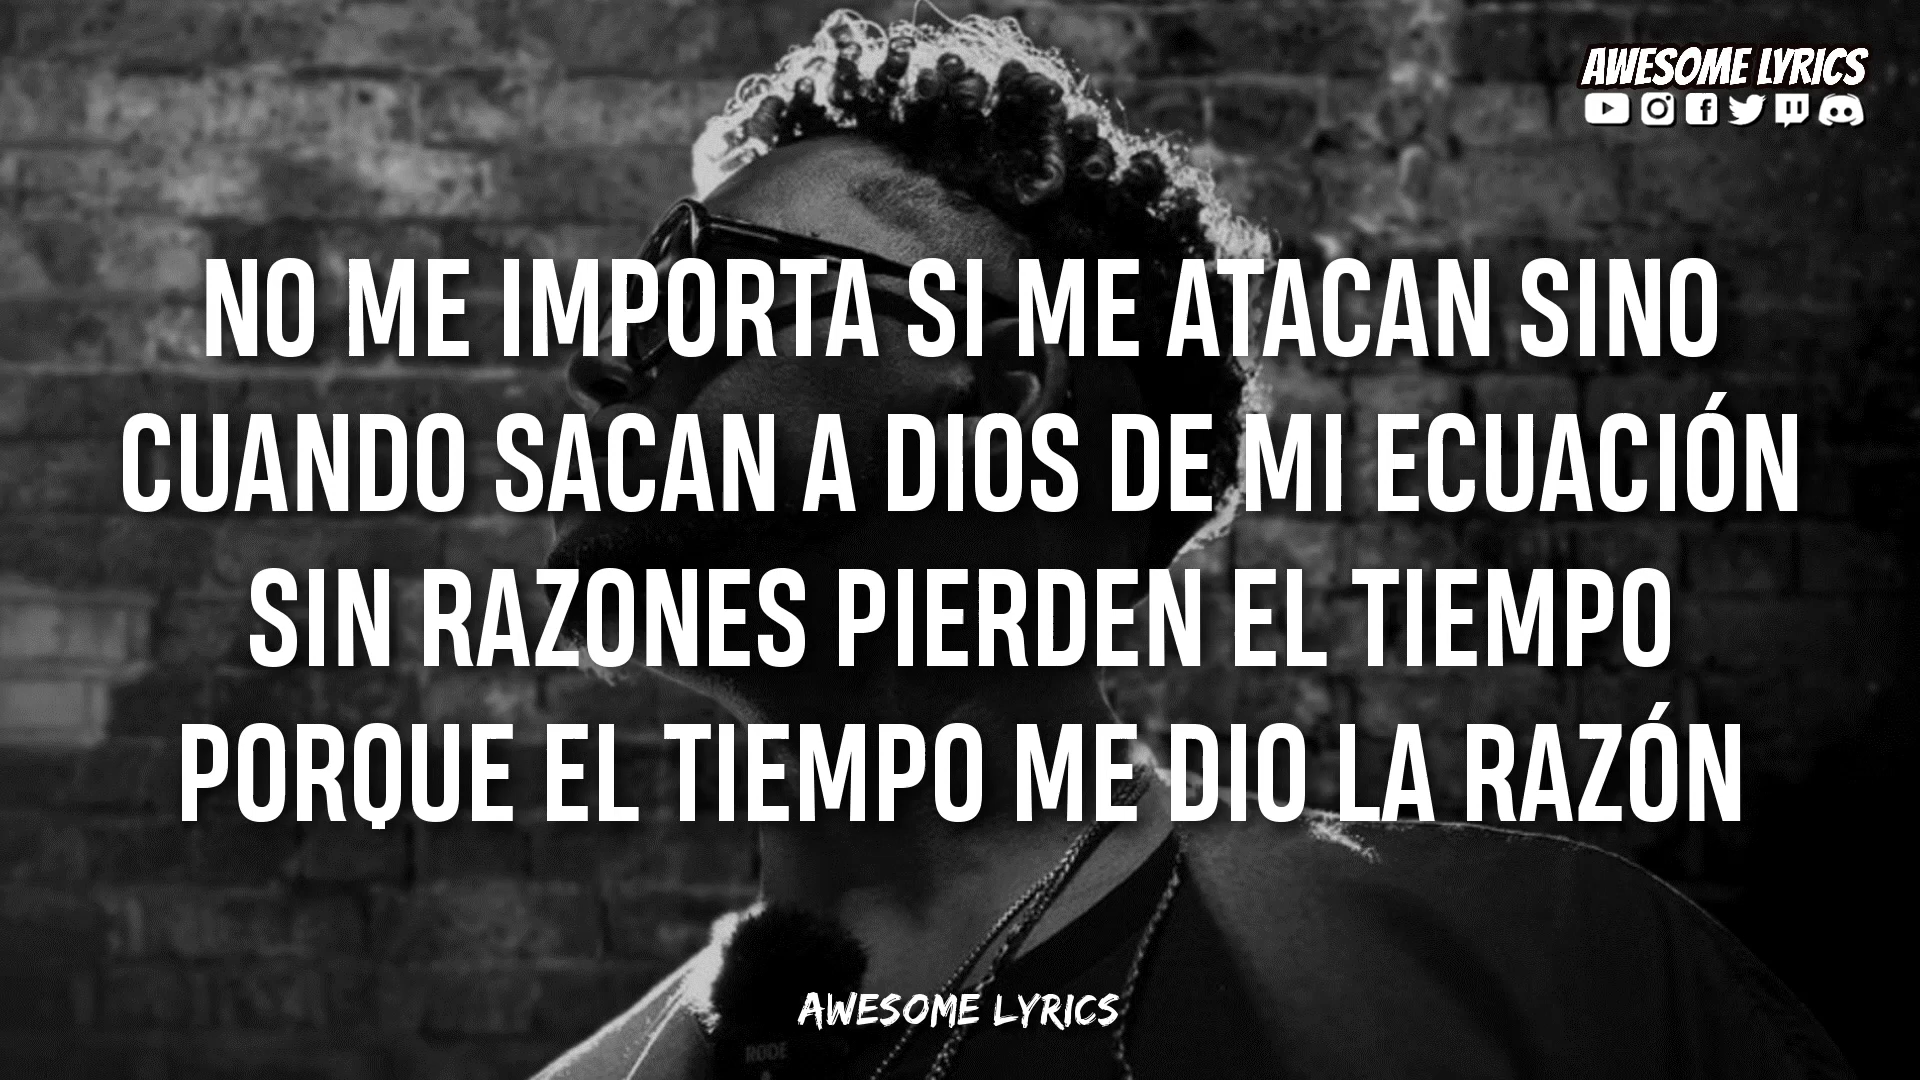 AWESOME LYRICS
NO ME IMPORTA SI ME ATACAN SINO
CUANDO SACAN A DIOS DE MI ECUACIÓN
SIN RAZONES PIERDEN EL TIEMPO
PORQUE EL TIEMPO ME DIO LA RAZÓN
AWESOME LYRICS
RØDE